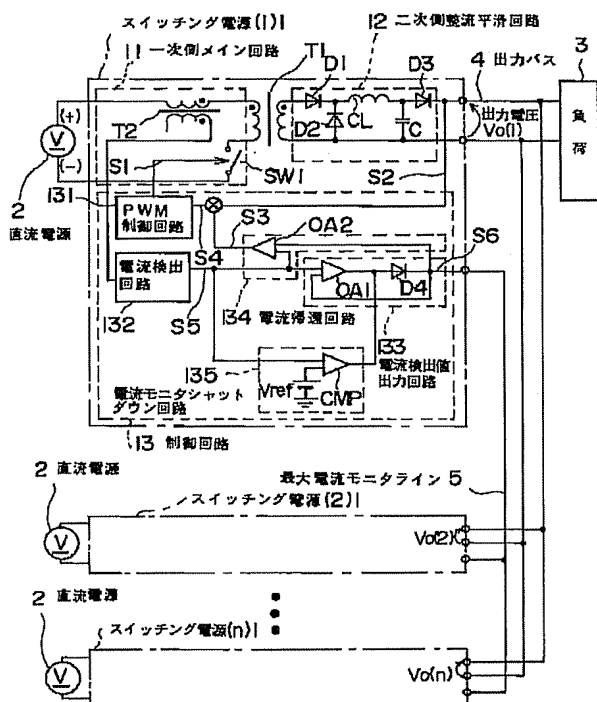 スイッチング電源(1)1
12 二次側整流平滑回路
11 一次側メイン回路
T1
D1
D3
3
4 出力バス
(+)
V
(-)
T2
D2
CL
C
出力電圧
Vo(1)
負荷
S1
SW1
S2
2
直流電源
131
PWM
制御回路
S3
OA2
S4
S6
電流検出
回路
132
S5
OA1
D4
134 電流帰還回路
133
電流検出値
出力回路
135
Vref
CMP
電流モニタシャット
ダウン回路
13 制御回路
最大電流モニタライン 5
2 直流電源
スイッチング電源(2)1
V
Vo(2)
2 直流電源
スイッチング電源(n)1
V
Vo(n)